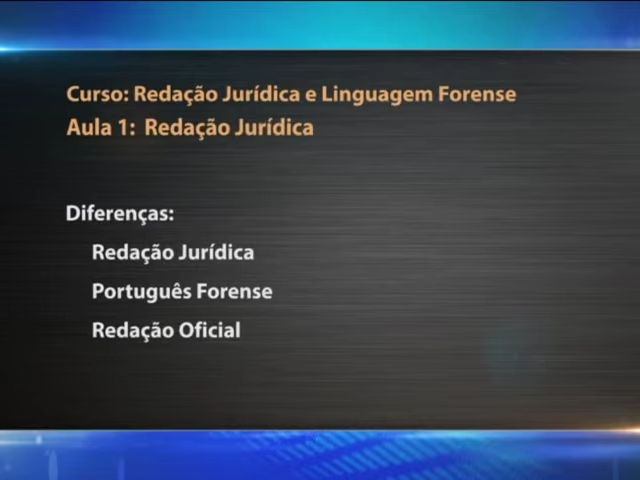 Curso: Redação Jurídica e Linguagem Forense
Aula 1: Redação Jurídica
Diferenças:
Redação Jurídica
Português Forense
Redação Oficial